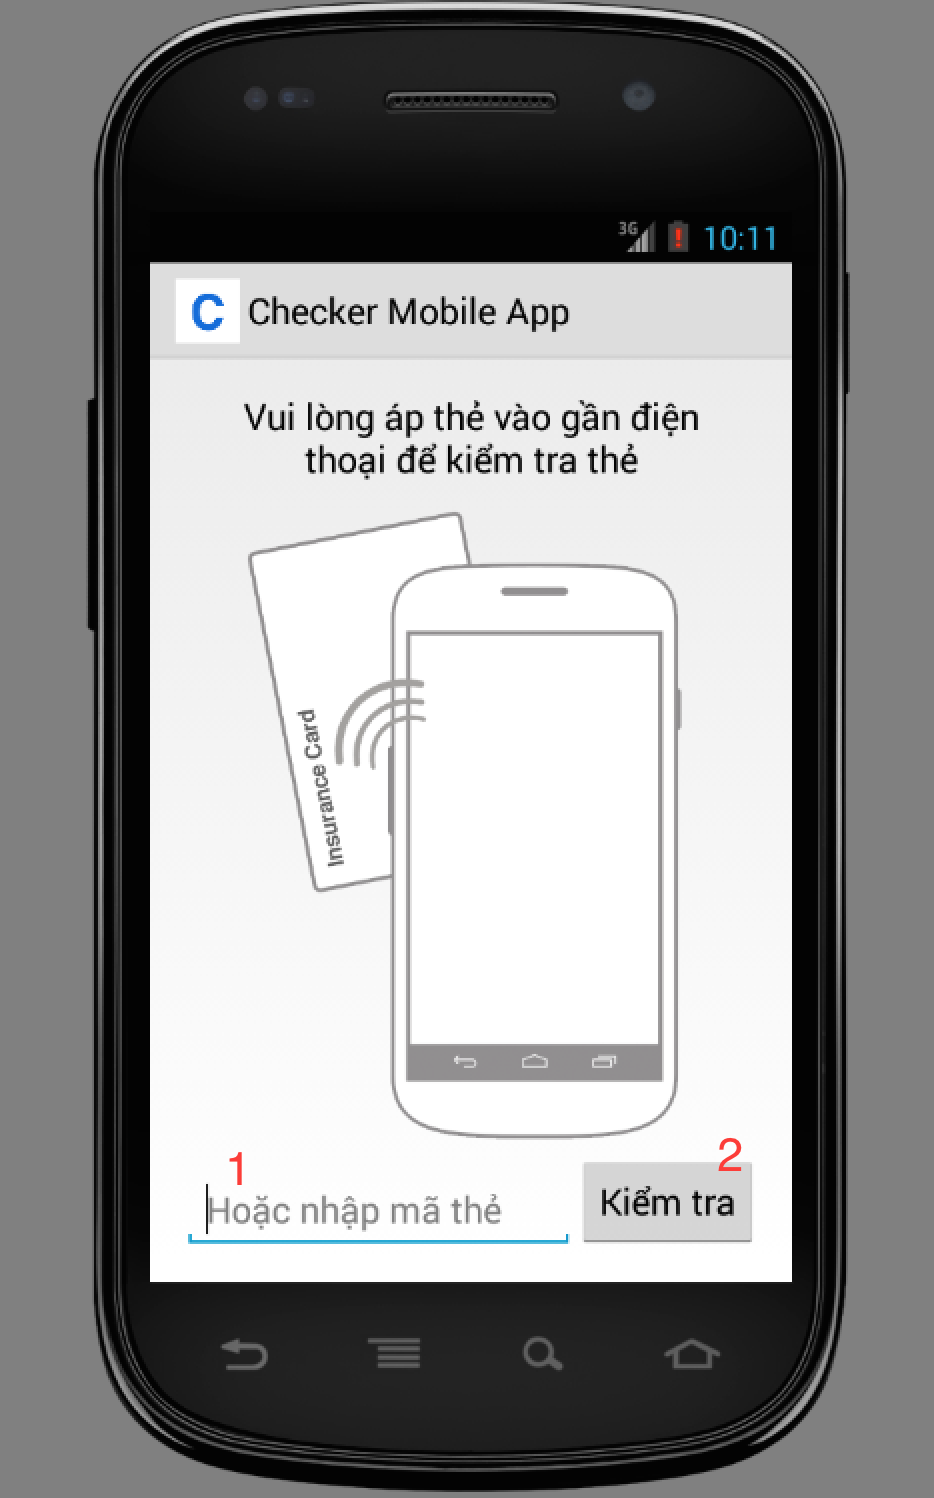 3G 10:11
C Checker Mobile App
Vui lòng áp thẻ vào gần điện
thoại để kiểm tra thẻ
Insurance Card
1
2
Hoặc nhập mã thẻ
Kiểm tra